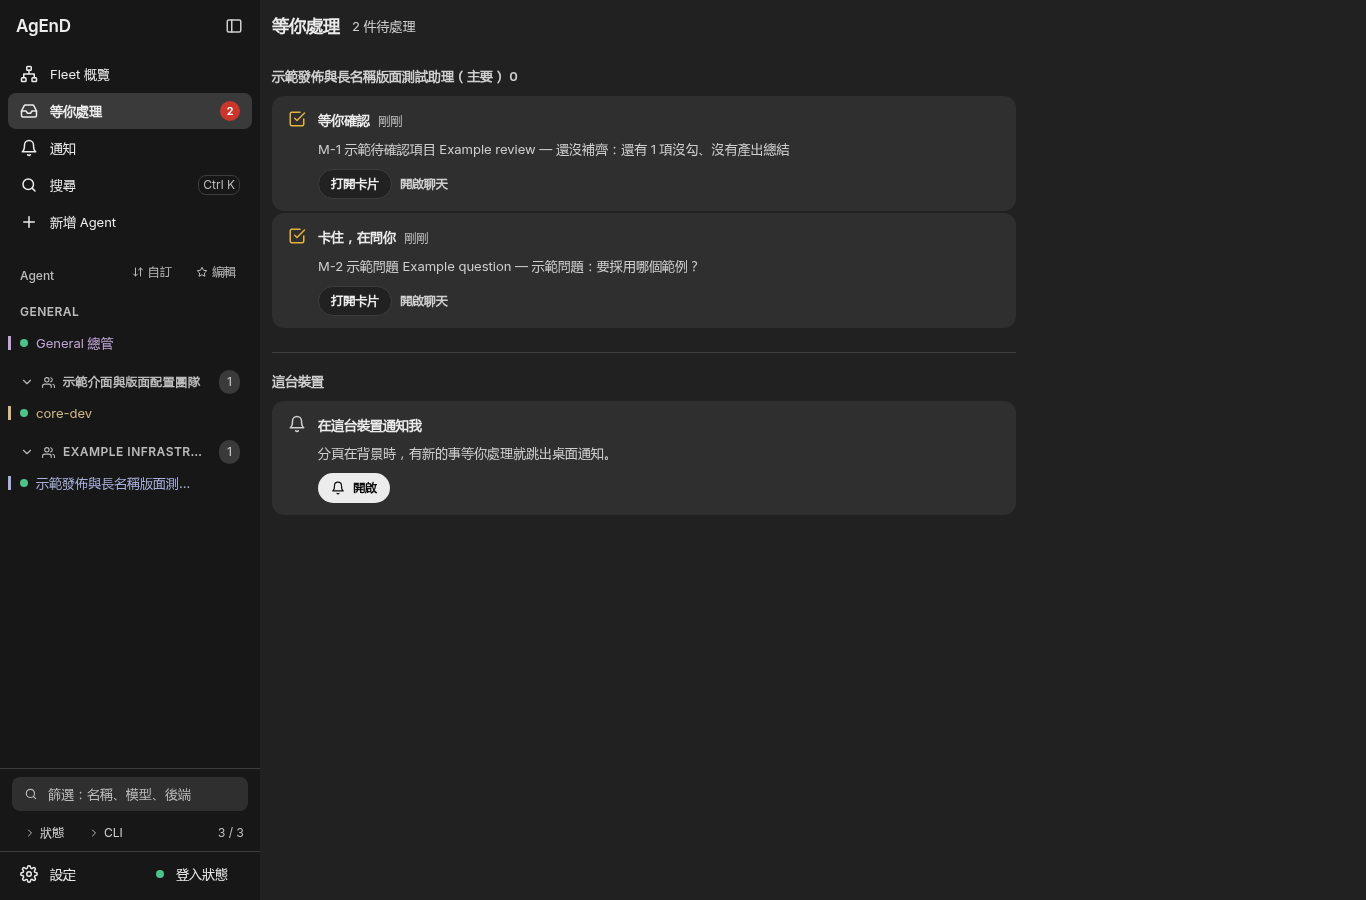 AgEnD
Fleet 概覽
等你處理 2
通知
搜尋 Ctrl K
新增 Agent
Agent 自訂 編輯
GENERAL
General 總管
示範介面與版面配置團隊 1
core-dev
EXAMPLE INFRASTR... 1
示範發佈與長名稱版面測...
篩選：名稱、模型、後端
狀態 CLI 3 / 3
設定 登入狀態
等你處理 2 件待處理
示範發佈與長名稱版面測試助理（主要） 0
等你確認 剛剛
M-1 示範待確認項目 Example review — 還沒補齊：還有 1 項沒勾、沒有產出總結
打開卡片 開啟聊天
卡住，在問你 剛剛
M-2 示範問題 Example question — 示範問題：要採用哪個範例？
打開卡片 開啟聊天
這台裝置
在這台裝置通知我
分頁在背景時，有新的事等你處理就跳出桌面通知。
開啟